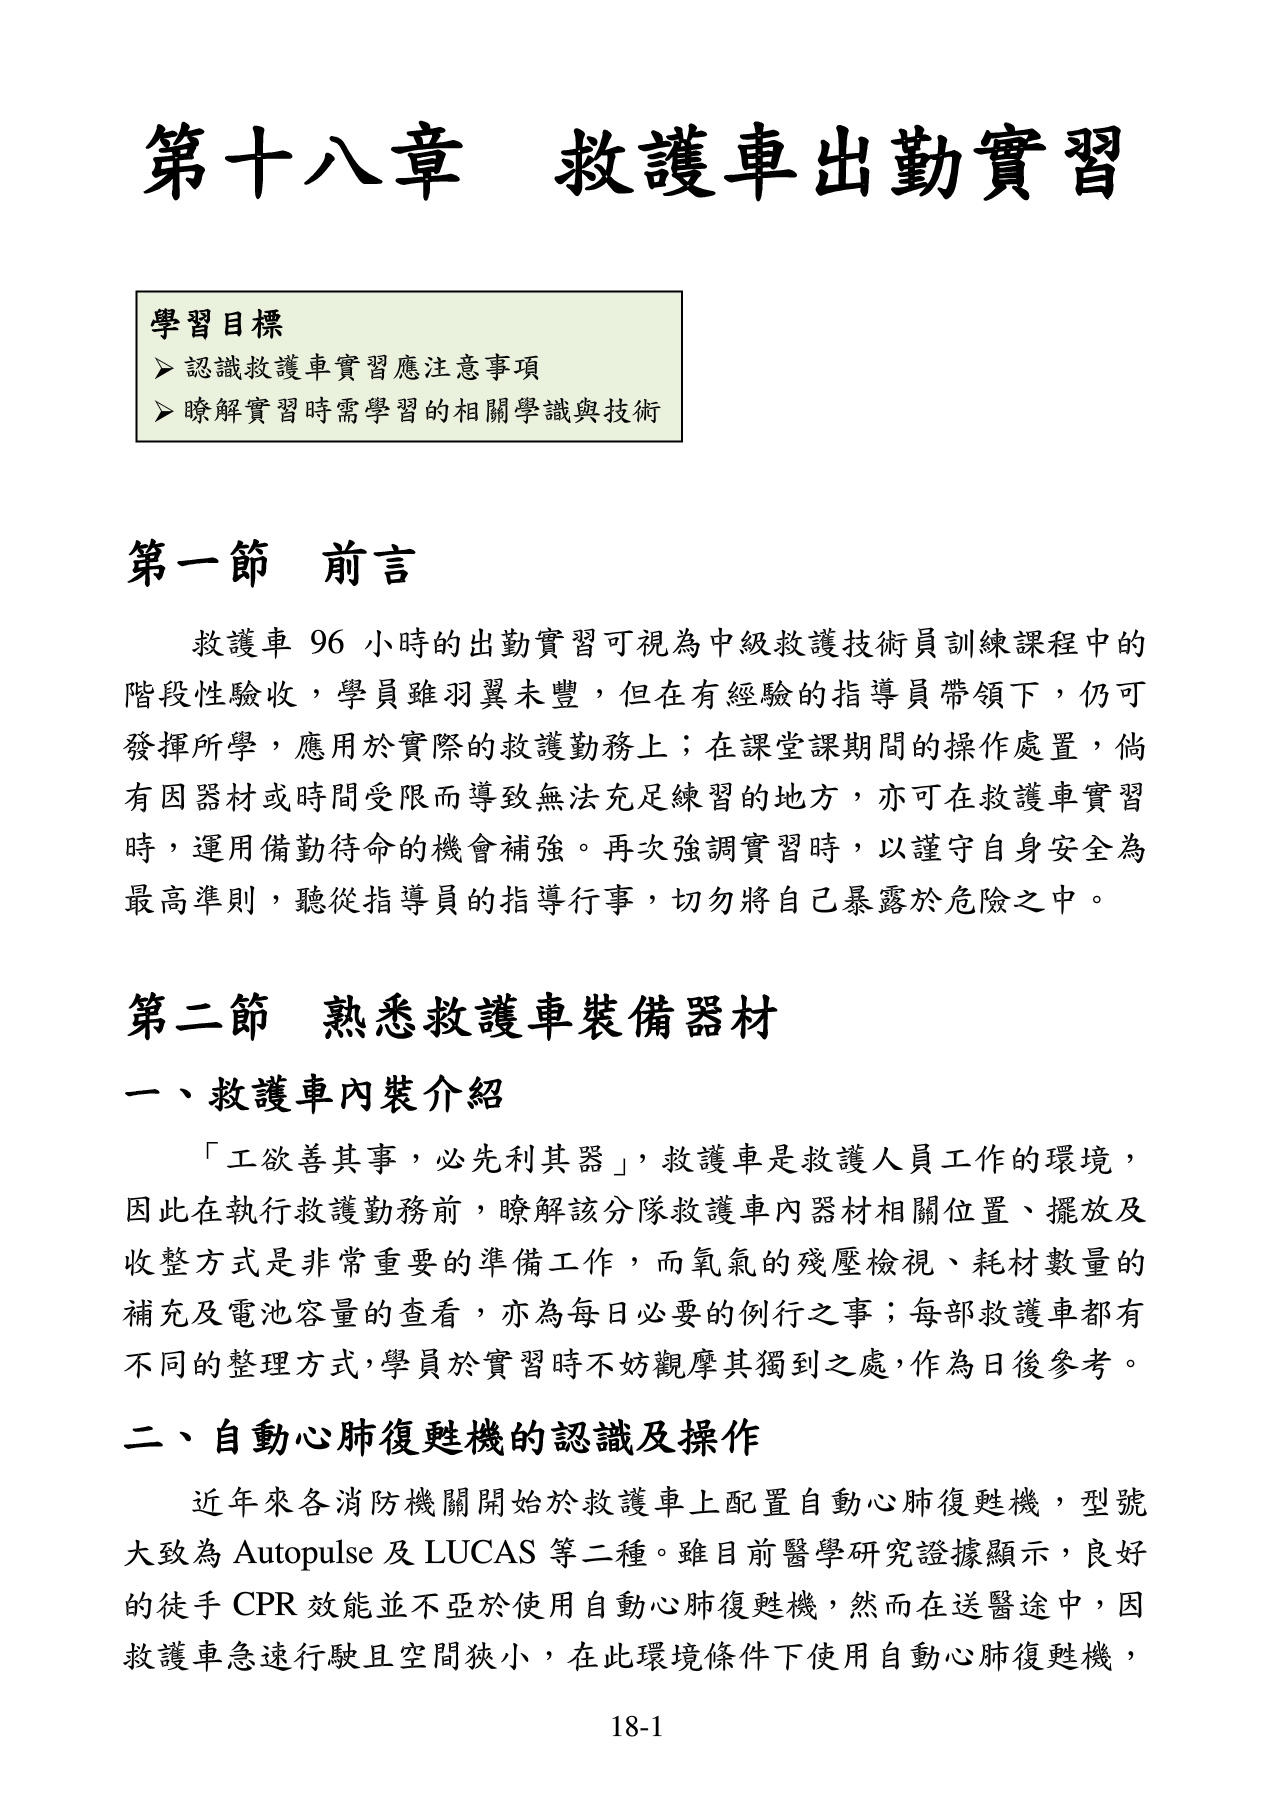 第十八章　救護車出勤實習
學習目標
➢ 認識救護車實習應注意事項
➢ 瞭解實習時需學習的相關學識與技術
第一節　前言
救護車 96 小時的出勤實習可視為中級救護技術員訓練課程中的
階段性驗收，學員雖羽翼未豐，但在有經驗的指導員帶領下，仍可
發揮所學，應用於實際的救護勤務上；在課堂課期間的操作處置，倘
有因器材或時間受限而導致無法充足練習的地方，亦可在救護車實習
時，運用備勤待命的機會補強。再次強調實習時，以謹守自身安全為
最高準則，聽從指導員的指導行事，切勿將自己暴露於危險之中。
第二節　熟悉救護車裝備器材
一、救護車內裝介紹
「工欲善其事，必先利其器」，救護車是救護人員工作的環境，
因此在執行救護勤務前，瞭解該分隊救護車內器材相關位置、擺放及
收整方式是非常重要的準備工作，而氧氣的殘壓檢視、耗材數量的
補充及電池容量的查看，亦為每日必要的例行之事；每部救護車都有
不同的整理方式，學員於實習時不妨觀摩其獨到之處，作為日後參考。
二、自動心肺復甦機的認識及操作
近年來各消防機關開始於救護車上配置自動心肺復甦機，型號
大致為 Autopulse 及 LUCAS 等二種。雖目前醫學研究證據顯示，良好
的徒手 CPR 效能並不亞於使用自動心肺復甦機，然而在送醫途中，因
救護車急速行駛且空間狹小，在此環境條件下使用自動心肺復甦機，
18-1